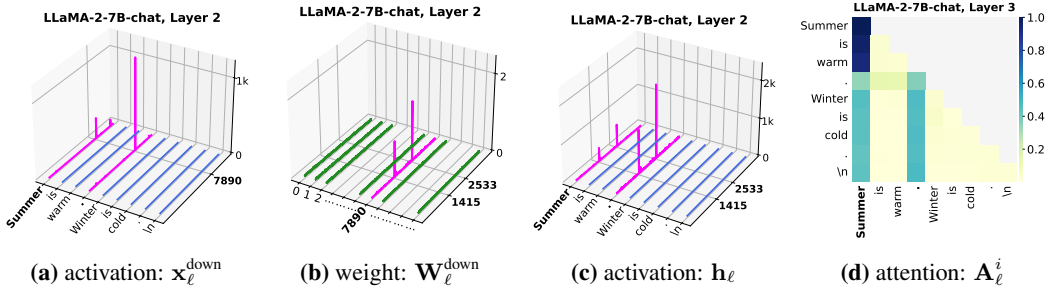 LLaMA-2-7B-chat, Layer 2
1k
0
7890
Summer
is
warm
.
Winter
is
cold
.
\n
(a) activation: x_ℓ^down
LLaMA-2-7B-chat, Layer 2
2
0
2533
1415
0 1 2 ..........
7890
..............
(b) weight: W_ℓ^down
LLaMA-2-7B-chat, Layer 2
2k
1k
0
2533
1415
Summer
is
warm
.
Winter
is
cold
.
\n
(c) activation: h_ℓ
LLaMA-2-7B-chat, Layer 3
Summer
is
warm
.
Winter
is
cold
.
\n
1.0
0.8
0.6
0.4
0.2
Summer
is
warm
.
Winter
is
cold
.
\n
(d) attention: A_ℓ^i